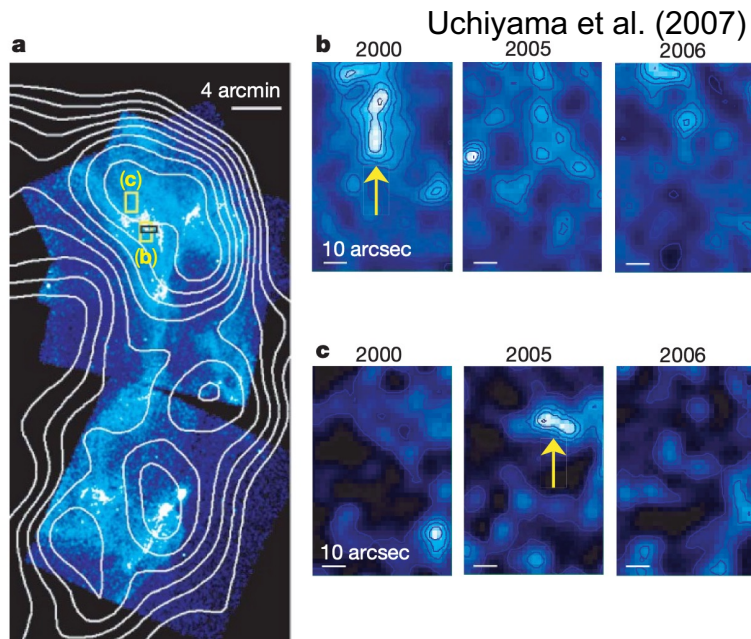 Uchiyama et al. (2007)
a
4 arcmin
(c)
(b)
b
2000
2005
2006
10 arcsec
c
2000
2005
2006
10 arcsec